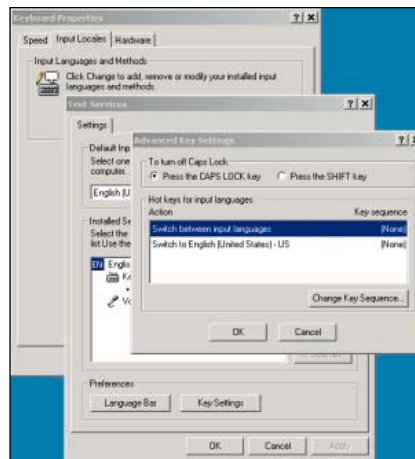 Keyboard Properties
Speed
Input Locales
Hardware
Input Languages and Methods
Click Change to add, remove or modify your installed input
languages and methods.
Text Services
Settings
Default Inp
Select one
computer.
English (U
Installed Se
Select the
list. Use the
EN Englis
Ke
Vo
Preferences
Language Bar
Key Settings
OK
Cancel
Apply
Advanced Key Settings
To turn off Caps Lock
Press the CAPS LOCK key
Press the SHIFT key
Hot keys for input languages
Action
Key sequence
Switch between input languages
(None)
Switch to English (United States) - US
(None)
Change Key Sequence...
OK
Cancel